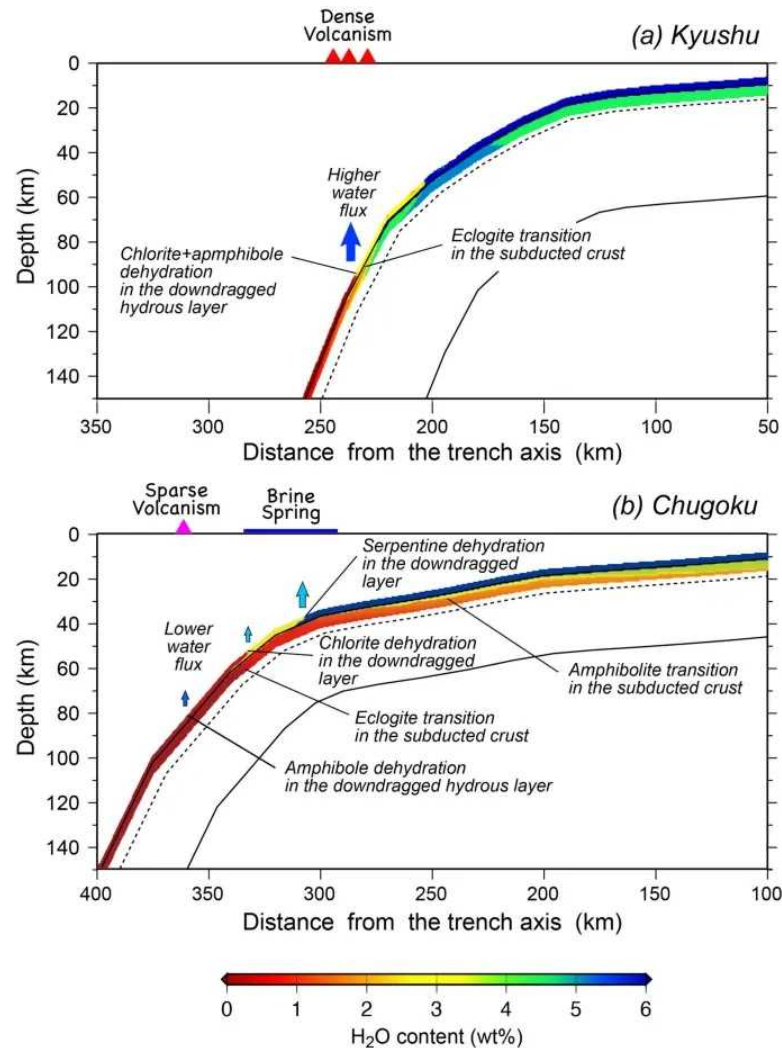 Dense
Volcanism
(a) Kyushu
0
20
40
60
80
100
120
140
Depth (km)
Higher
water
flux
Chlorite+apmphibole
dehydration
in the downdragged
hydrous layer
Eclogite transition
in the subducted crust
350
300
250
200
150
100
50
Distance from the trench axis (km)
Sparse
Volcanism
Brine
Spring
(b) Chugoku
0
20
40
60
80
100
120
140
Depth (km)
Serpentine dehydration
in the downdragged
layer
Lower
water
flux
Chlorite dehydration
in the downdragged
layer
Amphibolite transition
in the subducted crust
Eclogite transition
in the subducted crust
Amphibole dehydration
in the downdragged hydrous layer
400
350
300
250
200
150
100
Distance from the trench axis (km)
0 1 2 3 4 5 6
H₂O content (wt%)